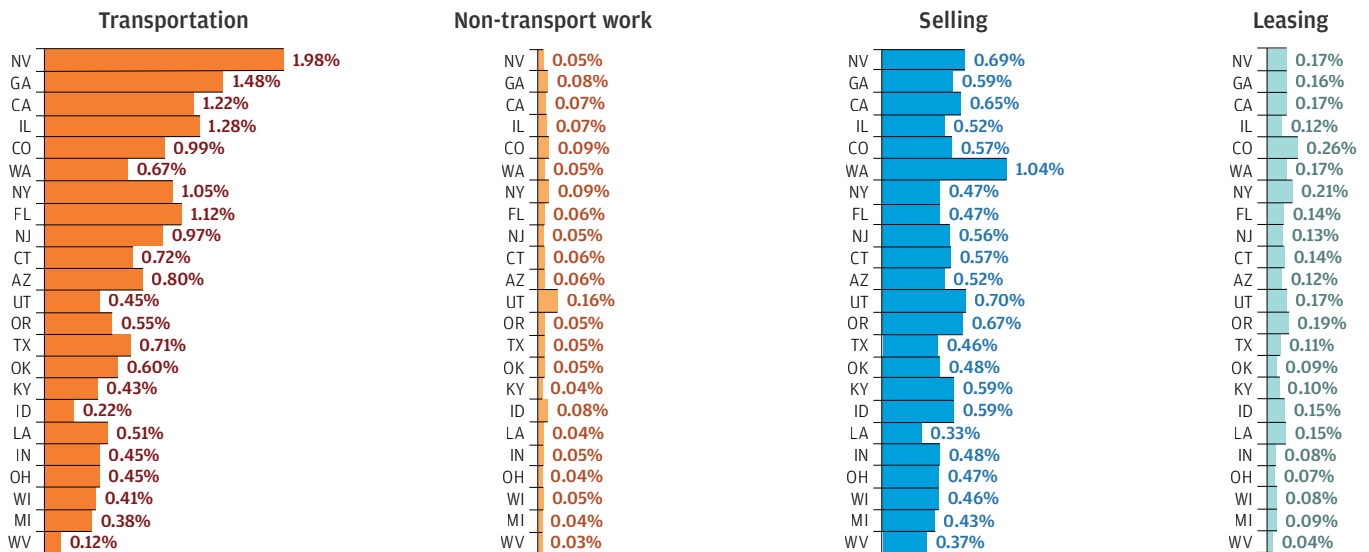 Transportation Non-transport work Selling Leasing
NV 1.98% NV 0.05% NV 0.69% NV 0.17%
GA 1.48% GA 0.08% GA 0.59% GA 0.16%
CA 1.22% CA 0.07% CA 0.65% CA 0.17%
IL 1.28% IL 0.07% IL 0.52% IL 0.12%
CO 0.99% CO 0.09% CO 0.57% CO 0.26%
WA 0.67% WA 0.05% WA 1.04% WA 0.17%
NY 1.05% NY 0.09% NY 0.47% NY 0.21%
FL 1.12% FL 0.06% FL 0.47% FL 0.14%
NJ 0.97% NJ 0.05% NJ 0.56% NJ 0.13%
CT 0.72% CT 0.06% CT 0.57% CT 0.14%
AZ 0.80% AZ 0.06% AZ 0.52% AZ 0.12%
UT 0.45% UT 0.16% UT 0.70% UT 0.17%
OR 0.55% OR 0.05% OR 0.67% OR 0.19%
TX 0.71% TX 0.05% TX 0.46% TX 0.11%
OK 0.60% OK 0.05% OK 0.48% OK 0.09%
KY 0.43% KY 0.04% KY 0.59% KY 0.10%
ID 0.22% ID 0.08% ID 0.59% ID 0.15%
LA 0.51% LA 0.04% LA 0.33% LA 0.15%
IN 0.45% IN 0.05% IN 0.48% IN 0.08%
OH 0.45% OH 0.04% OH 0.47% OH 0.07%
WI 0.41% WI 0.05% WI 0.46% WI 0.08%
MI 0.38% MI 0.04% MI 0.43% MI 0.09%
WV 0.12% WV 0.03% WV 0.37% WV 0.04%